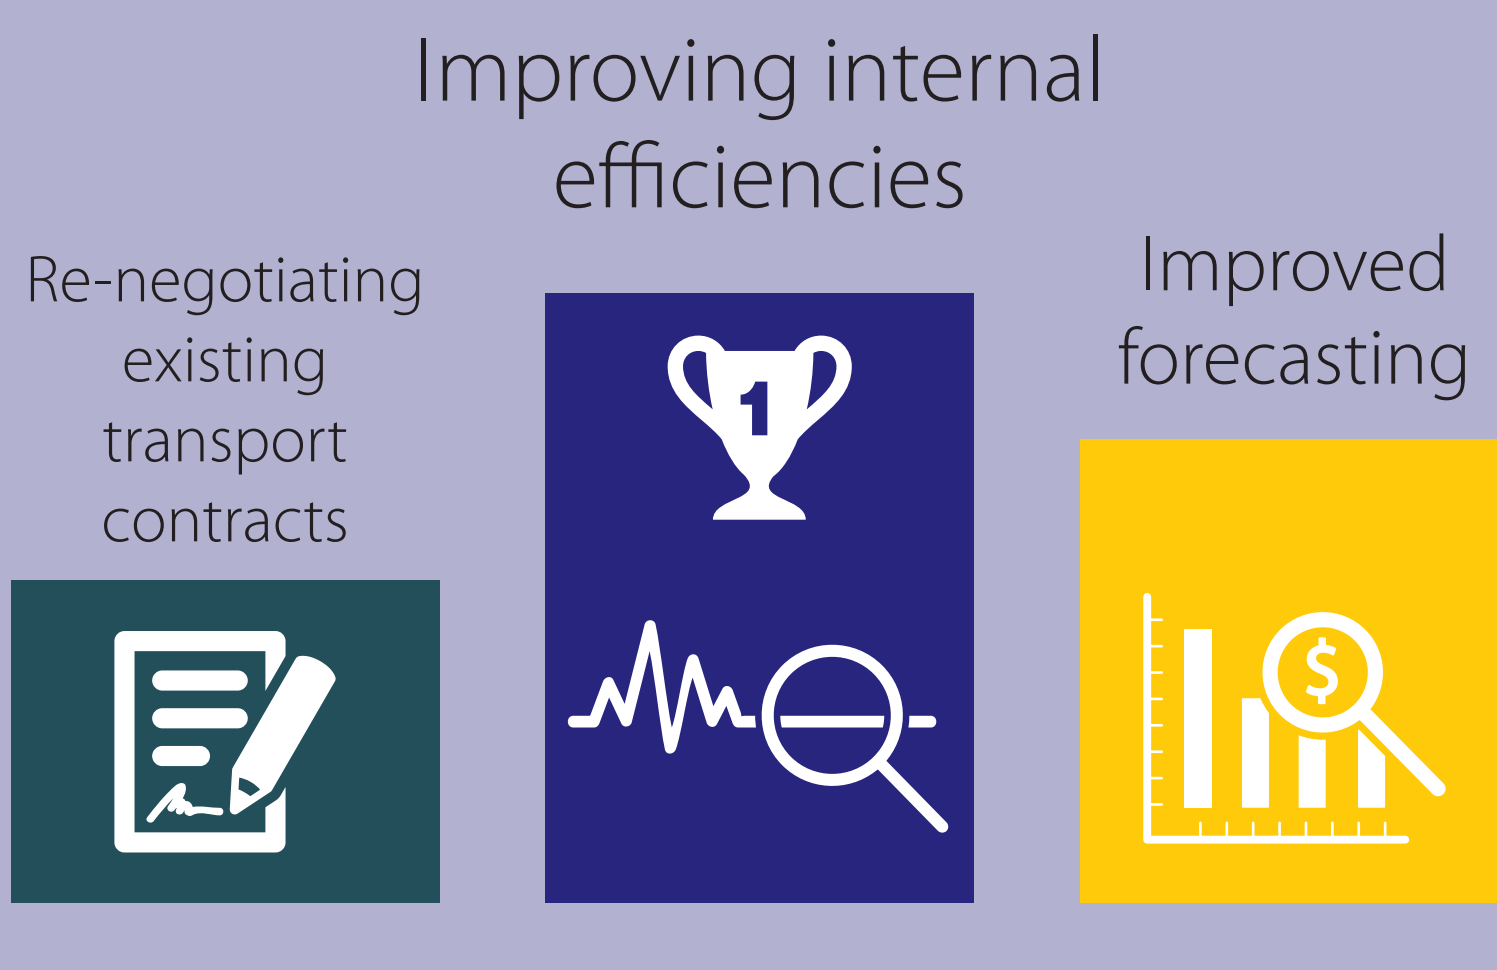 Improving internal
efficiencies
Re-negotiating
existing
transport
contracts
Improved
forecasting
1
$